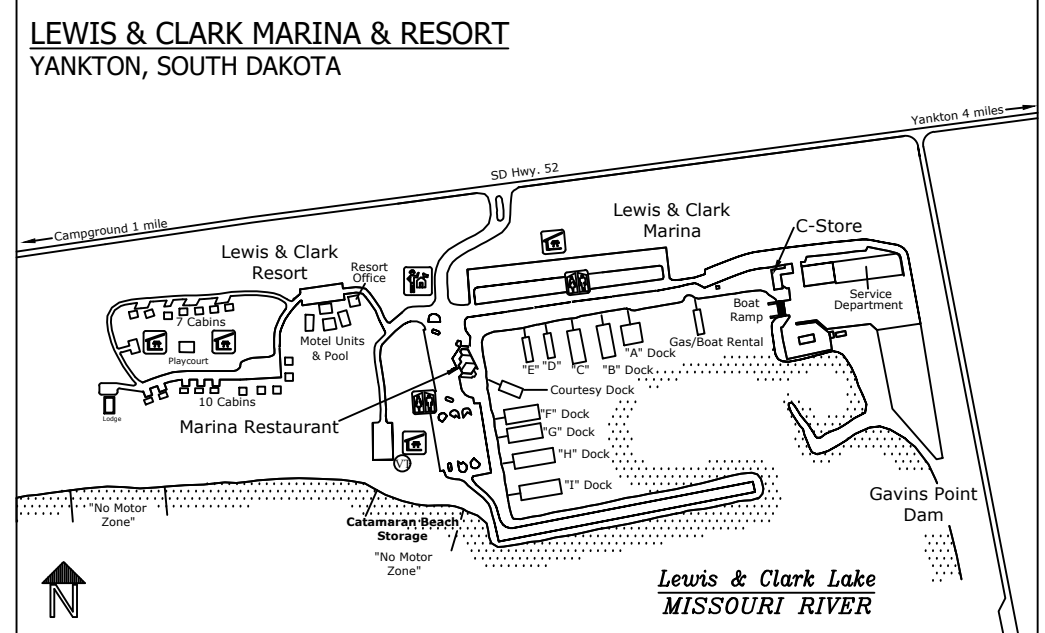 LEWIS & CLARK MARINA & RESORT
YANKTON, SOUTH DAKOTA
Yankton 4 miles
SD Hwy. 52
Campground 1 mile
Lewis & Clark
Marina
C-Store
Lewis & Clark
Resort
Resort
Office
Service
Department
Boat
Ramp
7 Cabins
Motel Units
& Pool
Gas/Boat Rental
Playcourt
"E"
"D"
"C"
"B" Dock
"A" Dock
Courtesy Dock
10 Cabins
Lodge
Marina Restaurant
"F" Dock
"G" Dock
"H" Dock
"I" Dock
VT
Gavins Point
Dam
"No Motor
Zone"
Catamaran Beach
Storage
"No Motor
Zone"
Lewis & Clark Lake
MISSOURI RIVER
N